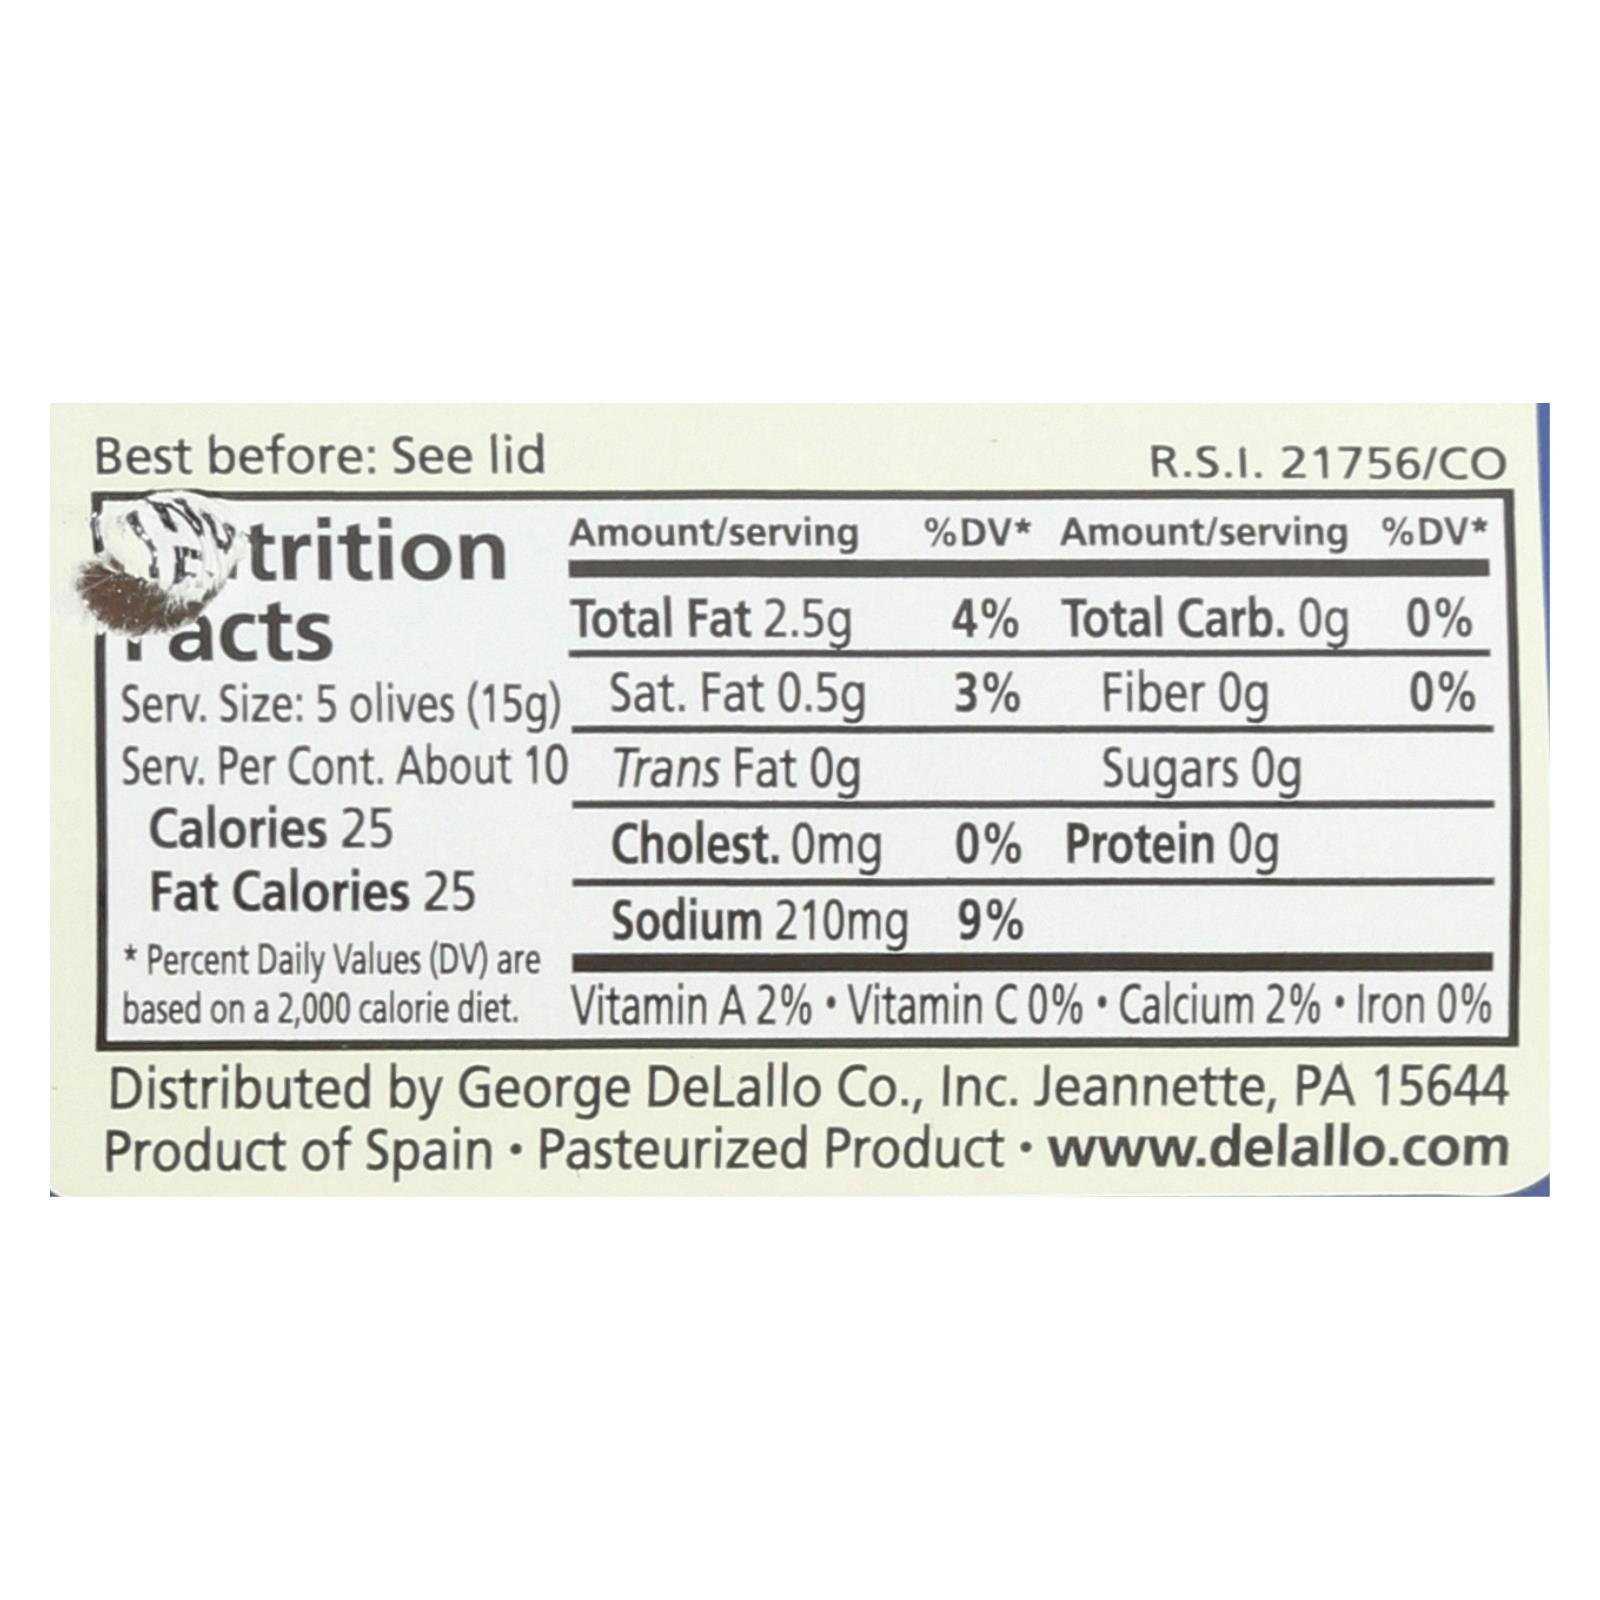 Best before: See lid
R.S.I. 21756/CO
trition
acts
Serv. Size: 5 olives (15g)
Serv. Per Cont. About 10
Calories 25
Fat Calories 25
* Percent Daily Values (DV) are
based on a 2,000 calorie diet.
Amount/serving %DV* Amount/serving %DV*
Total Fat 2.5g 4% Total Carb. 0g 0%
Sat. Fat 0.5g 3% Fiber 0g 0%
Trans Fat 0g Sugars 0g
Cholest. 0mg 0% Protein 0g
Sodium 210mg 9%
Vitamin A 2% • Vitamin C 0% • Calcium 2% • Iron 0%
Distributed by George DeLallo Co., Inc. Jeannette, PA 15644
Product of Spain • Pasteurized Product • www.delallo.com